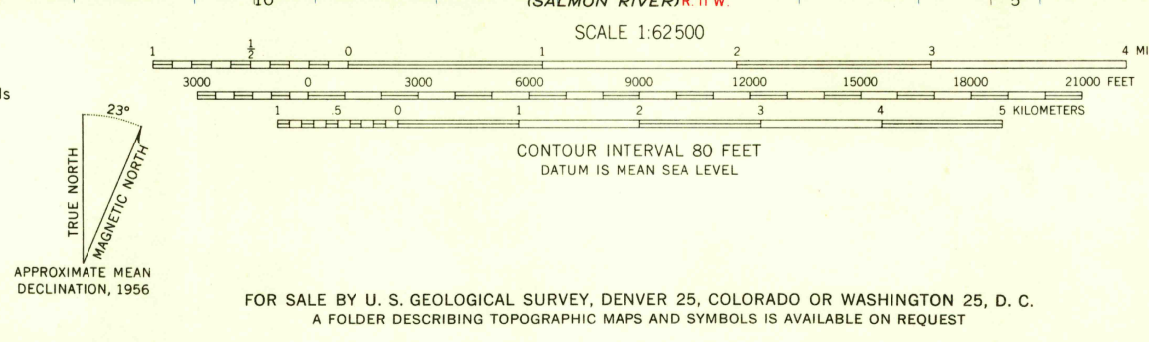 10 (SALMON RIVER) R. 11 W. 5
SCALE 1:62500
1 ½ 0 1 2 3 4 MI
3000 0 3000 6000 9000 12000 15000 18000 21000 FEET
1 .5 0 1 2 3 4 5 KILOMETERS
ds
23°
TRUE NORTH
MAGNETIC NORTH
CONTOUR INTERVAL 80 FEET
DATUM IS MEAN SEA LEVEL
APPROXIMATE MEAN
DECLINATION, 1956
FOR SALE BY U. S. GEOLOGICAL SURVEY, DENVER 25, COLORADO OR WASHINGTON 25, D. C.
A FOLDER DESCRIBING TOPOGRAPHIC MAPS AND SYMBOLS IS AVAILABLE ON REQUEST